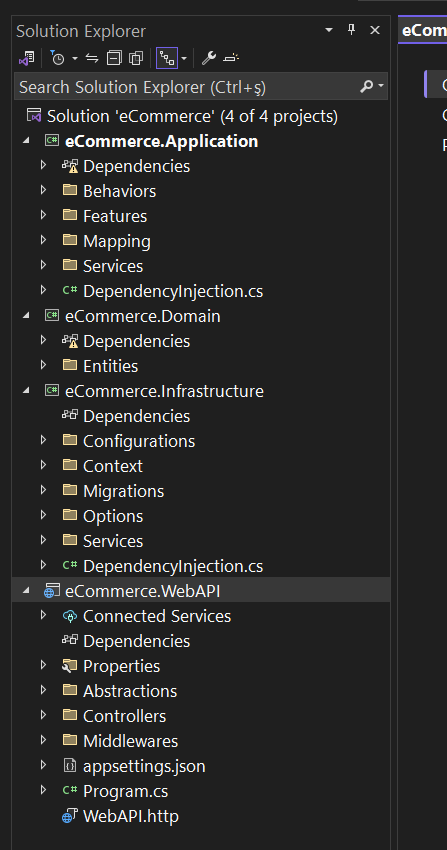 Solution Explorer
Search Solution Explorer (Ctrl+ş)
Solution 'eCommerce' (4 of 4 projects)
C# eCommerce.Application
Dependencies
Behaviors
Features
Mapping
Services
C# DependencyInjection.cs
C# eCommerce.Domain
Dependencies
Entities
C# eCommerce.Infrastructure
Dependencies
Configurations
Context
Migrations
Options
Services
C# DependencyInjection.cs
eCommerce.WebAPI
Connected Services
Dependencies
Properties
Abstractions
Controllers
Middlewares
appsettings.json
C# Program.cs
WebAPI.http
eCom